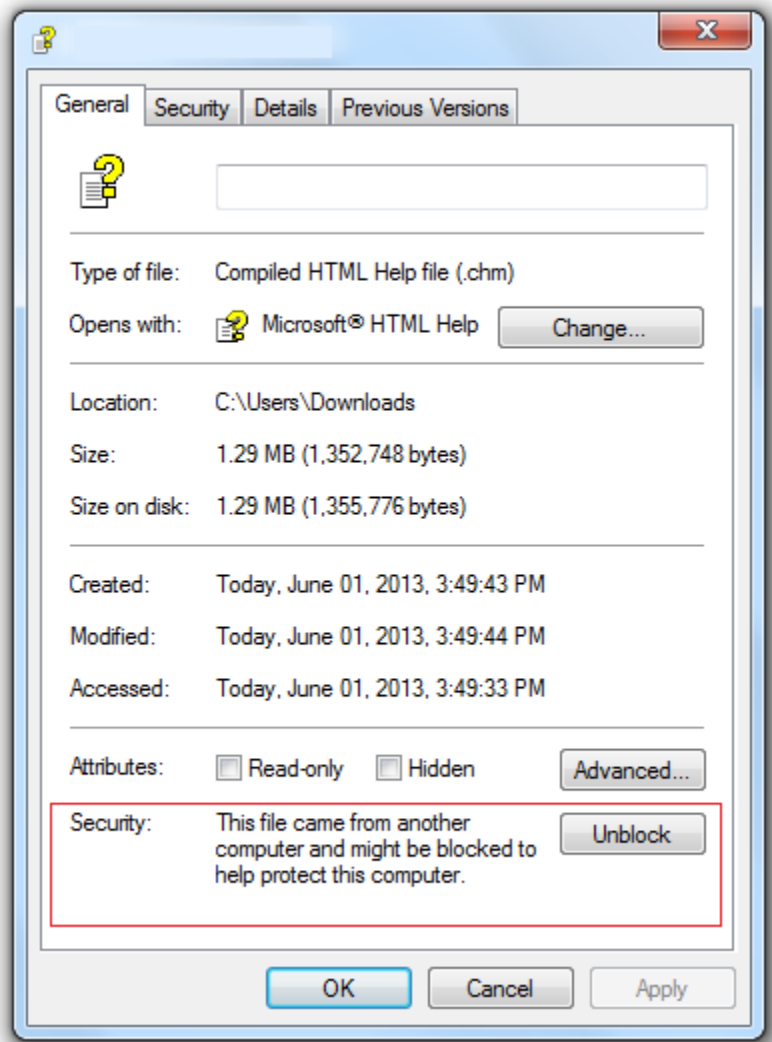 General Security Details Previous Versions
Type of file: Compiled HTML Help file (.chm)
Opens with: Microsoft® HTML Help Change...
Location: C:\Users\Downloads
Size: 1.29 MB (1,352,748 bytes)
Size on disk: 1.29 MB (1,355,776 bytes)
Created: Today, June 01, 2013, 3:49:43 PM
Modified: Today, June 01, 2013, 3:49:44 PM
Accessed: Today, June 01, 2013, 3:49:33 PM
Attributes: Read-only Hidden Advanced...
Security: This file came from another Unblock
computer and might be blocked to
help protect this computer.
OK Cancel Apply